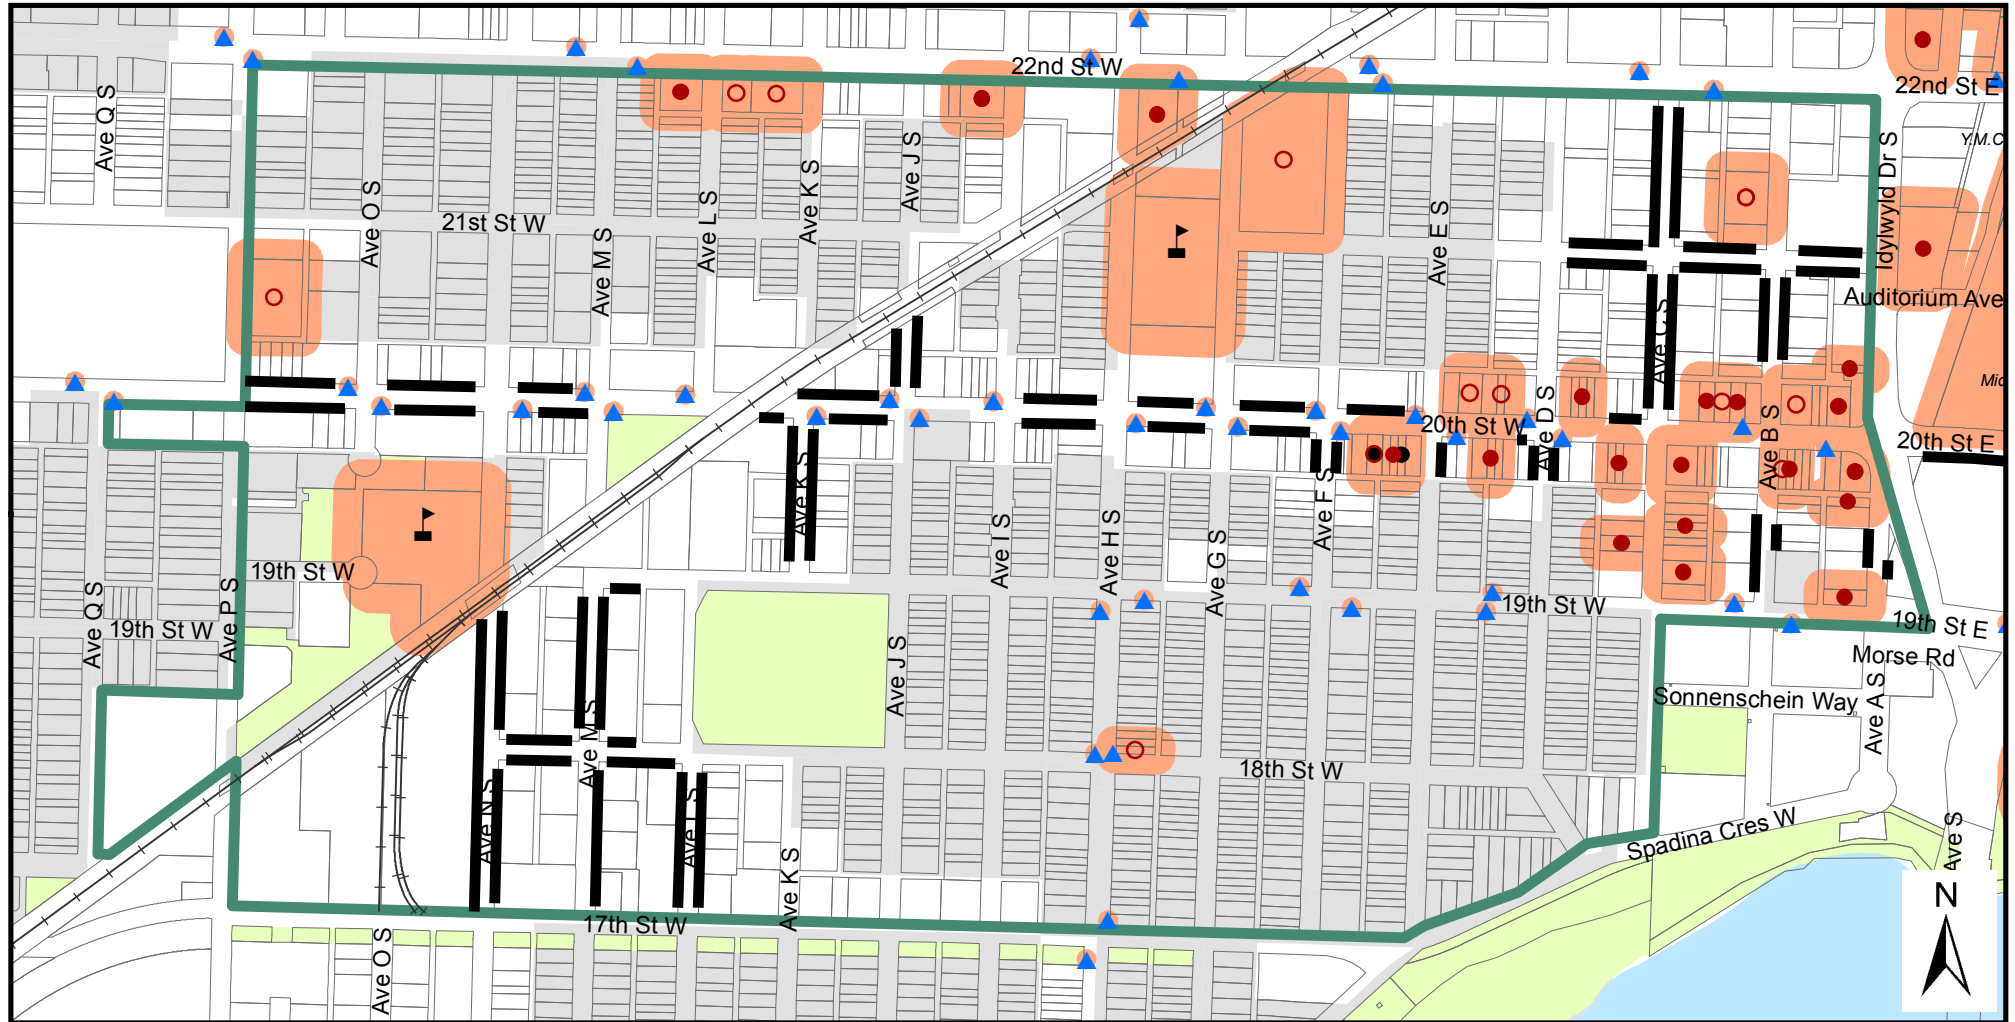 22nd St W
22nd St E
Ave Q S
Y.M.C
Idylwyld Dr S
Ave J S
Ave K S
Ave O S
Ave L S
21st St W
Ave M S
Ave E S
Auditorium Ave
Ave C S
Mid
Ave D S
Ave B S
20th St W
20th St E
Ave K S
Ave F S
Ave I S
Ave H S
Ave G S
19th St W
Ave Q S
Ave P S
19th St W
19th St W
19th St E
Morse Rd
Ave J S
Sonnenschein Way
Ave A S
Ave M S
18th St W
Ave N S
Ave L S
Spadina Cres W
Ave S
Ave K S
N
17th St W
Ave O S